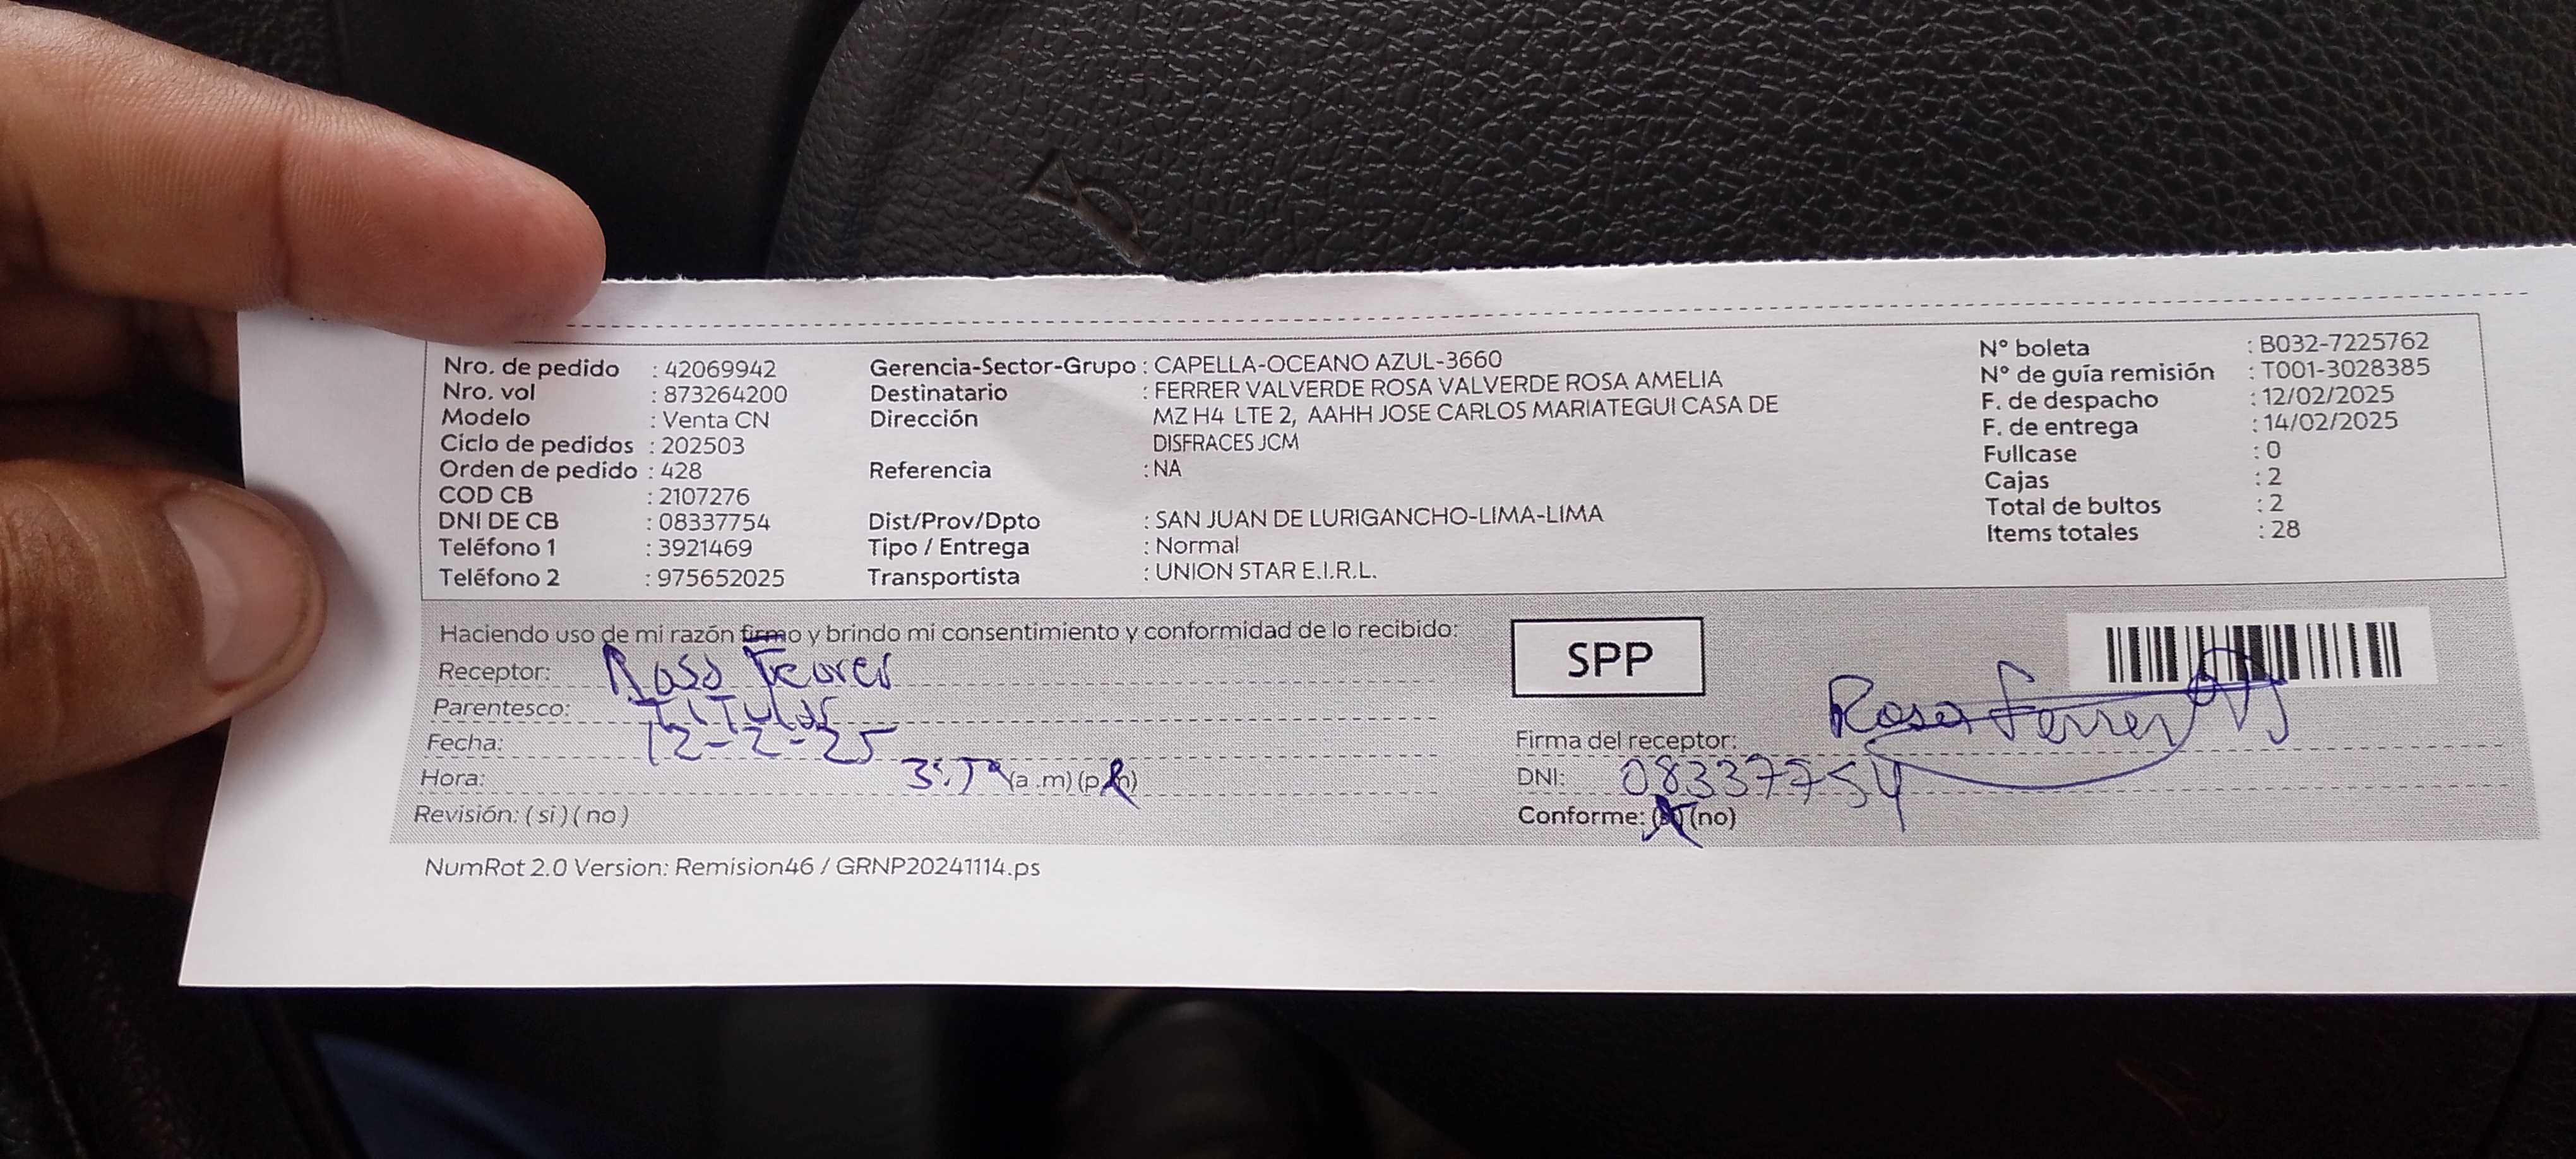 Nro. de pedido : 42069942
Nro. vol : 873264200
Modelo : Venta CN
Ciclo de pedidos : 202503
Orden de pedido : 428
COD CB : 2107276
DNI DE CB : 08337754
Teléfono 1 : 3921469
Teléfono 2 : 975652025
Gerencia-Sector-Grupo : CAPELLA-OCEANO AZUL-3660
Destinatario : FERRER VALVERDE ROSA VALVERDE ROSA AMELIA
Dirección MZ H4 LTE 2, AAHH JOSE CARLOS MARIATEGUI CASA DE
DISFRACES JCM
Referencia : NA
Dist/Prov/Dpto : SAN JUAN DE LURIGANCHO-LIMA-LIMA
Tipo / Entrega : Normal
Transportista : UNION STAR E.I.R.L.
N° boleta : B032-7225762
N° de guía remisión : T001-3028385
F. de despacho : 12/02/2025
F. de entrega : 14/02/2025
Fullcase : 0
Cajas : 2
Total de bultos : 2
Items totales : 28
Haciendo uso de mi razón firmo y brindo mi consentimiento y conformidad de lo recibido:
Receptor: Rosa Ferrer
Parentesco: Titular
Fecha: 12-2-25
Hora: (a.m) (p.m)
Revisión: (si) (no)
SPP
Rosa Ferrer
Firma del receptor:
DNI: 08337754
Conforme: (si) (no)
NumRot 2.0 Version: Remision46 / GRNP20241114.ps